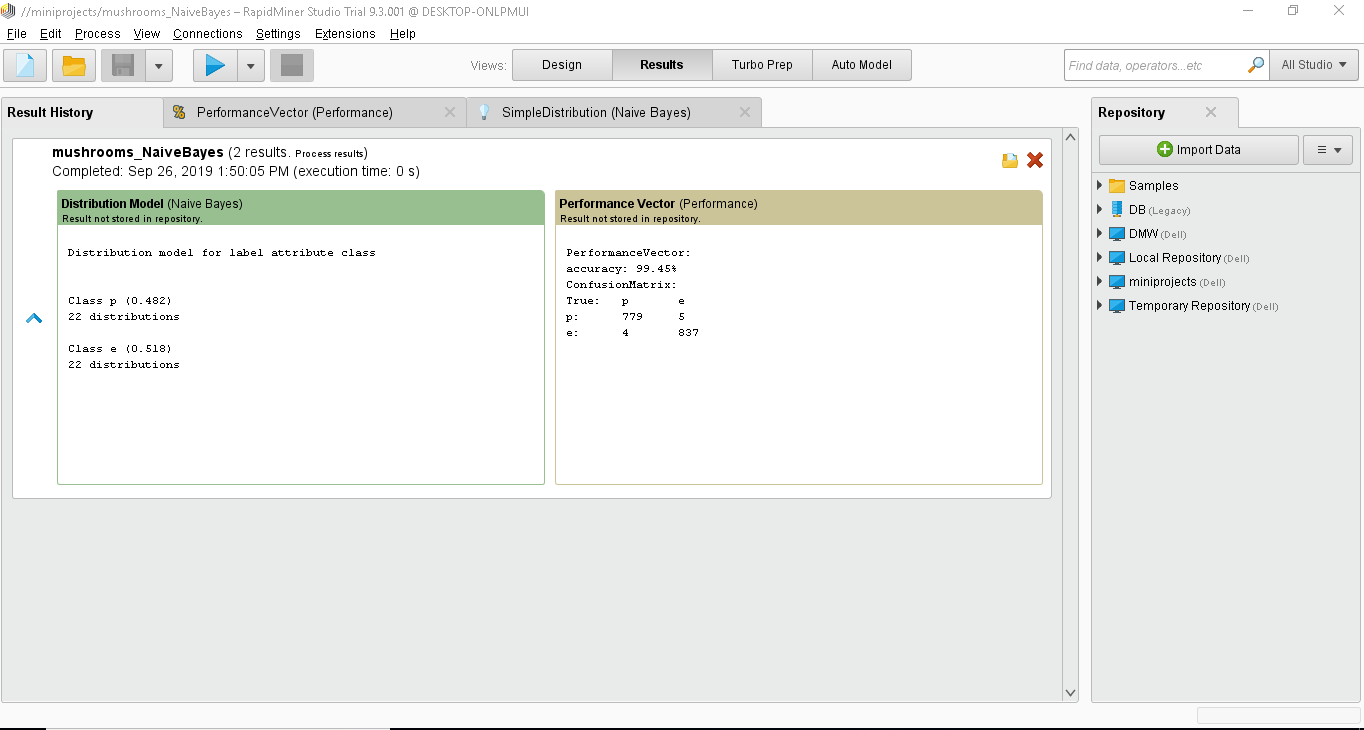 //miniprojects/mushrooms_NaiveBayes – RapidMiner Studio Trial 9.3.001 @ DESKTOP-ONLPMUI
File Edit Process View Connections Settings Extensions Help
Views: Design Results Turbo Prep Auto Model Find data, operators...etc All Studio
Result History PerformanceVector (Performance) SimpleDistribution (Naive Bayes) Repository
mushrooms_NaiveBayes (2 results. Process results)
Completed: Sep 26, 2019 1:50:05 PM (execution time: 0 s)
Distribution Model (Naive Bayes)
Result not stored in repository.
Distribution model for label attribute class
Class p (0.482)
22 distributions
Class e (0.518)
22 distributions
Performance Vector (Performance)
Result not stored in repository.
PerformanceVector:
accuracy: 99.45%
ConfusionMatrix:
True: p e
p: 779 5
e: 4 837
Import Data
Samples
DB (Legacy)
DMW (Dell)
Local Repository (Dell)
miniprojects (Dell)
Temporary Repository (Dell)